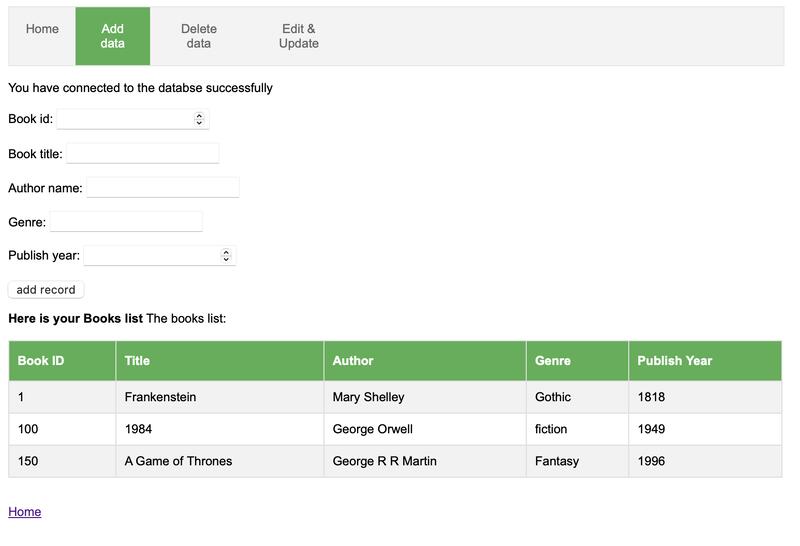 Home
Add data
Delete data
Edit & Update
You have connected to the databse successfully
Book id:
Book title:
Author name:
Genre:
Publish year:
add record
Here is your Books list The books list:
Book ID Title Author Genre Publish Year
1 Frankenstein Mary Shelley Gothic 1818
100 1984 George Orwell fiction 1949
150 A Game of Thrones George R R Martin Fantasy 1996
Home